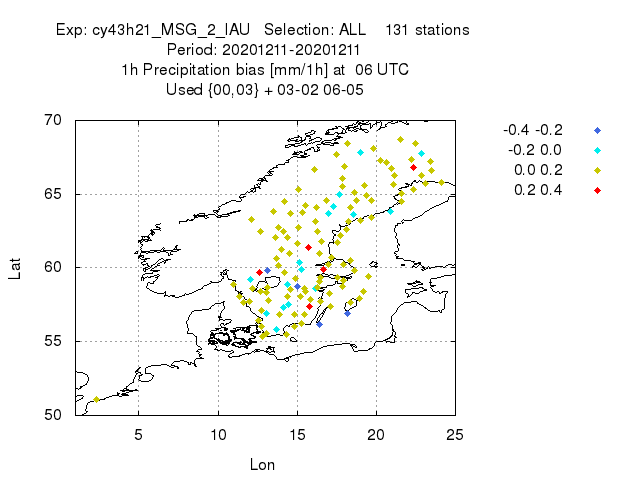 Exp: cy43h21_MSG_2_IAU   Selection: ALL    131 stations
Period: 20201211-20201211
1h Precipitation bias [mm/1h] at  06 UTC
Used {00,03} + 03-02 06-05
-0.4 -0.2
-0.2 0.0
0.0 0.2
0.2 0.4
70
65
60
55
50
Lat
5 10 15 20 25
Lon